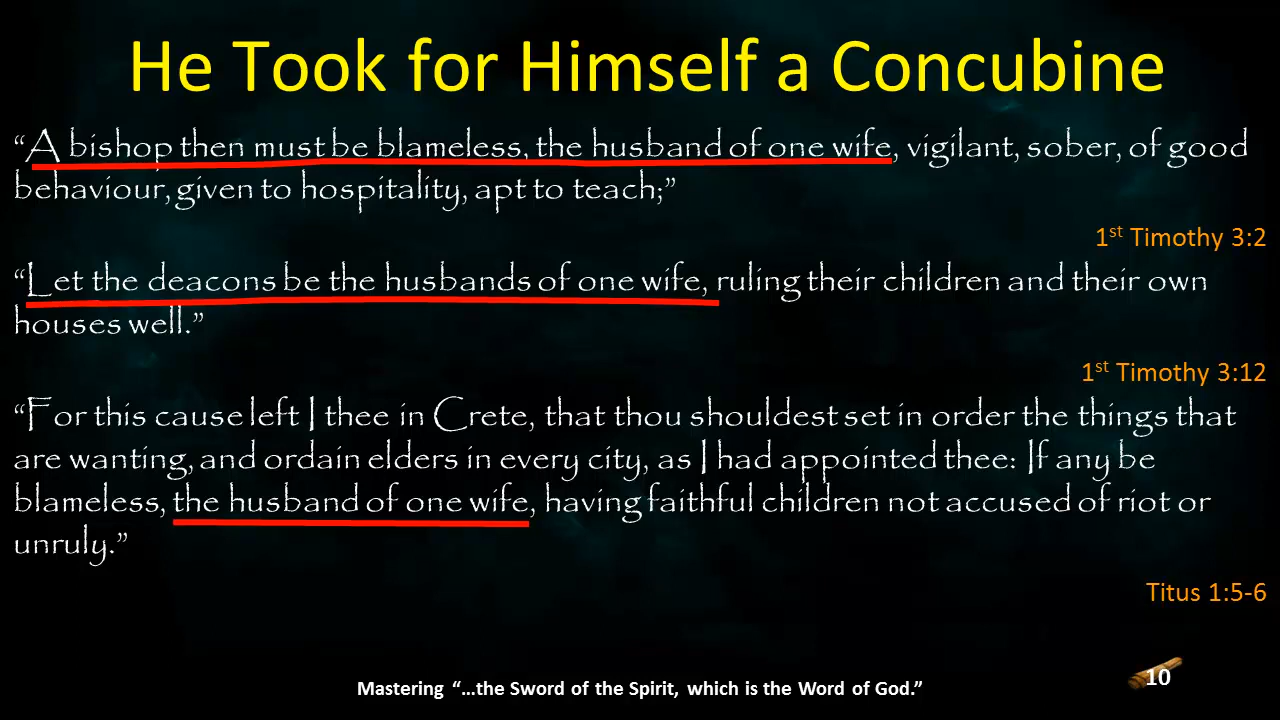 He Took for Himself a Concubine
“A bishop then must be blameless, the husband of one wife, vigilant, sober, of good
behaviour, given to hospitality, apt to teach;”
1st Timothy 3:2
“Let the deacons be the husbands of one wife, ruling their children and their own
houses well.”
1st Timothy 3:12
“For this cause left I thee in Crete, that thou shouldest set in order the things that
are wanting, and ordain elders in every city, as I had appointed thee: If any be
blameless, the husband of one wife, having faithful children not accused of riot or
unruly.”
Titus 1:5-6
Mastering “…the Sword of the Spirit, which is the Word of God.”
10